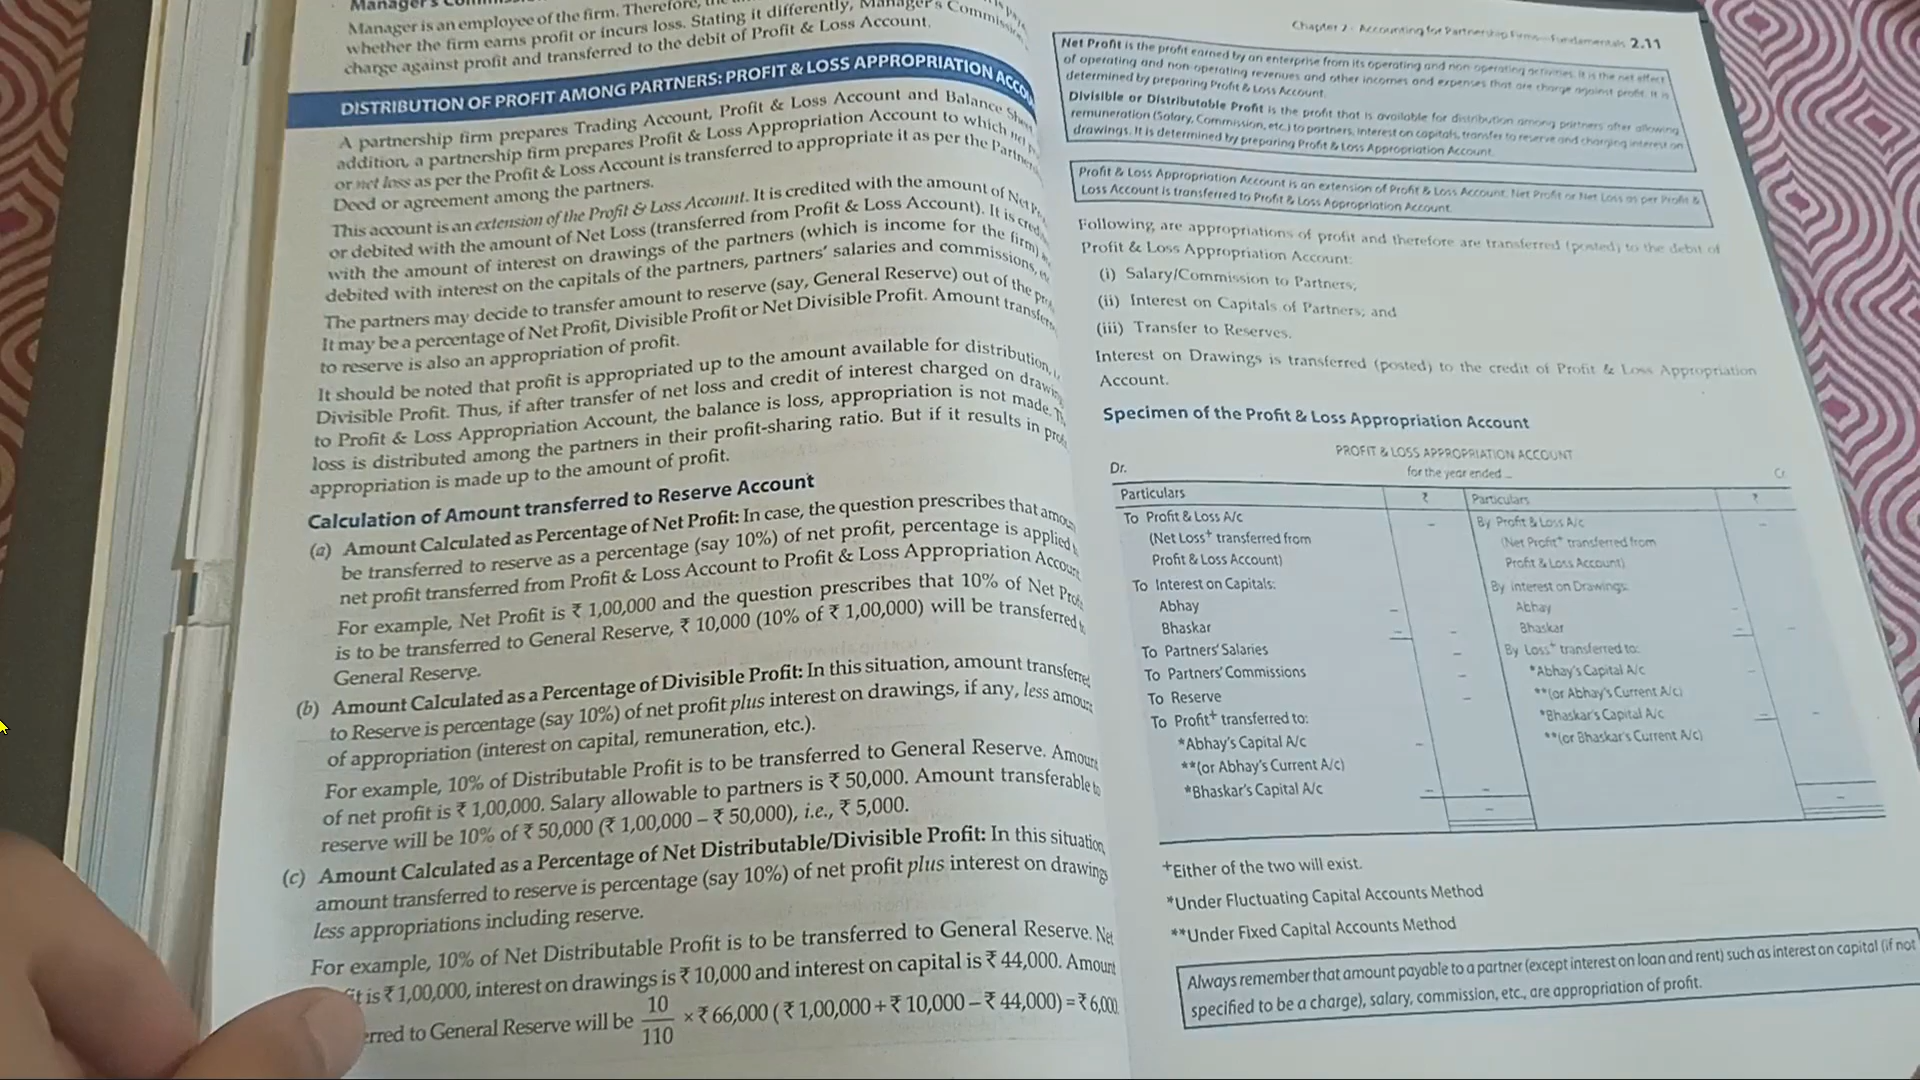 Manager is an employee of the firm. Therefore, the
whether the firm earns profit or incurs loss. Stating it differently, Manager's Commission
charge against profit and transferred to the debit of Profit & Loss Account.
DISTRIBUTION OF PROFIT AMONG PARTNERS: PROFIT & LOSS APPROPRIATION ACCOU
A partnership firm prepares Trading Account, Profit & Loss Account and Balance Sheet
addition, a partnership firm prepares Profit & Loss Appropriation Account to which net
or net loss as per the Profit & Loss Account is transferred to appropriate it as per the Partners
Deed or agreement among the partners.
This account is an extension of the Profit & Loss Account. It is credited with the amount of Net
or debited with the amount of Net Loss (transferred from Profit & Loss Account). It is
with the amount of interest on drawings of the partners (which is income for the firm)
debited with interest on the capitals of the partners, partners' salaries and commissions,
The partners may decide to transfer amount to reserve (say, General Reserve) out of the
It may be a percentage of Net Profit, Divisible Profit or Net Divisible Profit. Amount
to reserve is also an appropriation of profit.
It should be noted that profit is appropriated up to the amount available for distribution,
Divisible Profit. Thus, if after transfer of net loss and credit of interest charged on
to Profit & Loss Appropriation Account, the balance is loss, appropriation is not made.
loss is distributed among the partners in their profit-sharing ratio. But if it results in
appropriation is made up to the amount of profit.
Calculation of Amount transferred to Reserve Account
(a) Amount Calculated as Percentage of Net Profit: In case, the question prescribes that
be transferred to reserve as a percentage (say 10%) of net profit, percentage is applied
net profit transferred from Profit & Loss Account to Profit & Loss Appropriation Account
For example, Net Profit is ₹ 1,00,000 and the question prescribes that 10% of Net
is to be transferred to General Reserve, ₹ 10,000 (10% of ₹ 1,00,000) will be transferred
General Reserve.
(b) Amount Calculated as a Percentage of Divisible Profit: In this situation, amount transferred
to Reserve is percentage (say 10%) of net profit plus interest on drawings, if any, less
of appropriation (interest on capital, remuneration, etc.).
For example, 10% of Distributable Profit is to be transferred to General Reserve. Amount
of net profit is ₹ 1,00,000. Salary allowable to partners is ₹ 50,000. Amount transferable
reserve will be 10% of ₹ 50,000 (₹ 1,00,000 – ₹ 50,000), i.e., ₹ 5,000.
(c) Amount Calculated as a Percentage of Net Distributable/Divisible Profit: In this situation
amount transferred to reserve is percentage (say 10%) of net profit plus interest on drawings
less appropriations including reserve.
For example, 10% of Net Distributable Profit is to be transferred to General Reserve. Net
is ₹ 1,00,000, interest on drawings is ₹ 10,000 and interest on capital is ₹ 44,000. Amount
erred to General Reserve will be 10/110 × ₹ 66,000 (₹ 1,00,000 + ₹ 10,000 – ₹ 44,000) = ₹ 6,000
Chapter 2 · Accounting for Partnership Firms—Fundamentals 2.11
Net Profit is the profit earned by an enterprise from its operating and non operating activities. It is the net effect
of operating and non operating revenues and other incomes and expenses that are charge against profit. It is
determined by preparing Profit & Loss Account.
Divisible or Distributable Profit is the profit that is available for distribution among partners after allowing
remuneration (Salary, Commission, etc.) to partners, interest on capitals, transfer to reserve and charging interest on
drawings. It is determined by preparing Profit & Loss Appropriation Account.
Profit & Loss Appropriation Account is an extension of Profit & Loss Account. Net Profit or Net Loss as per Profit &
Loss Account is transferred to Profit & Loss Appropriation Account.
Following are appropriations of profit and therefore are transferred (posted) to the debit of
Profit & Loss Appropriation Account:
(i) Salary/Commission to Partners;
(ii) Interest on Capitals of Partners; and
(iii) Transfer to Reserves.
Interest on Drawings is transferred (posted) to the credit of Profit & Loss Appropriation
Account.
Specimen of the Profit & Loss Appropriation Account
PROFIT & LOSS APPROPRIATION ACCOUNT
Dr. for the year ended ... Cr.
Particulars ₹ Particulars ₹
To Profit & Loss A/c By Profit & Loss A/c
(Net Loss+ transferred from (Net Profit+ transferred from
Profit & Loss Account) Profit & Loss Account)
To Interest on Capitals: By Interest on Drawings:
Abhay Abhay
Bhaskar Bhaskar
To Partners' Salaries By Loss+ transferred to:
To Partners' Commissions *Abhay's Capital A/c
To Reserve **(or Abhay's Current A/c)
To Profit+ transferred to: *Bhaskar's Capital A/c
*Abhay's Capital A/c **(or Bhaskar's Current A/c)
**(or Abhay's Current A/c)
*Bhaskar's Capital A/c
+Either of the two will exist.
*Under Fluctuating Capital Accounts Method
**Under Fixed Capital Accounts Method
Always remember that amount payable to a partner (except interest on loan and rent) such as interest on capital (if not
specified to be a charge), salary, commission, etc., are appropriation of profit.